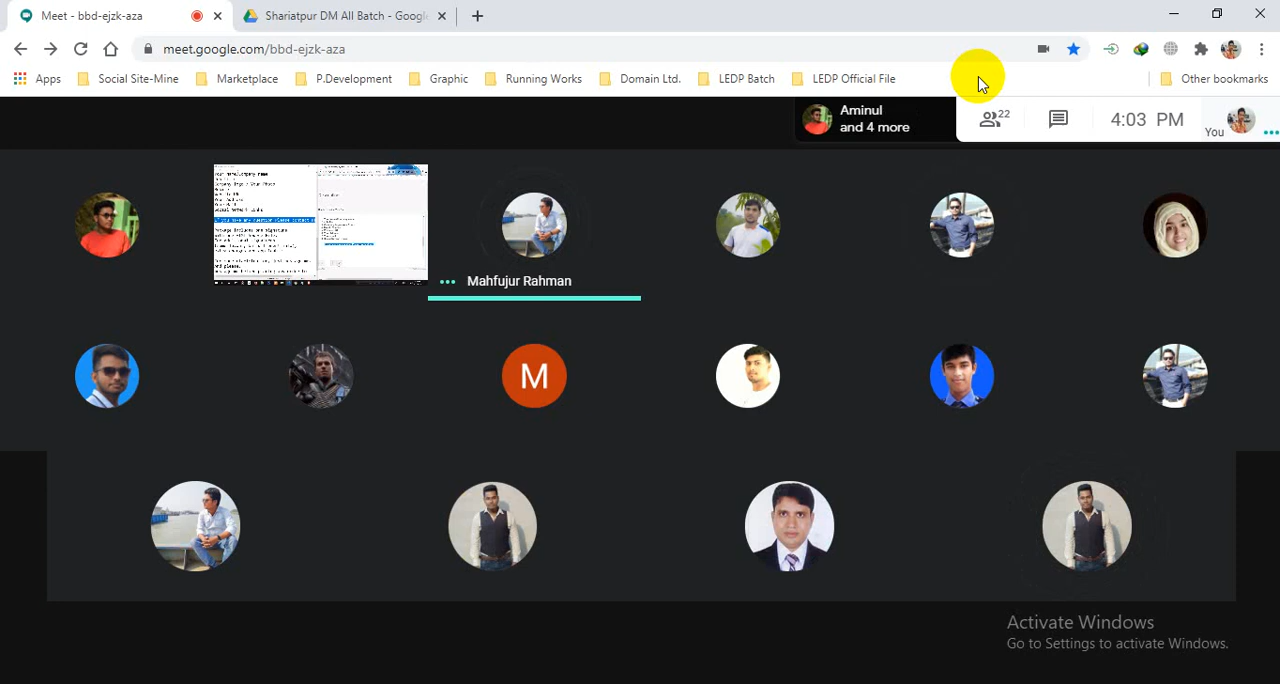 Meet - bbd-ejzk-aza
Shariatpur DM All Batch - Google
meet.google.com/bbd-ejzk-aza
Apps
Social Site-Mine
Marketplace
P.Development
Graphic
Running Works
Domain Ltd.
LEDP Batch
LEDP Official File
Other bookmarks
Aminul
and 4 more
22
4:03 PM
You
Mahfujur Rahman
M
Activate Windows
Go to Settings to activate Windows.